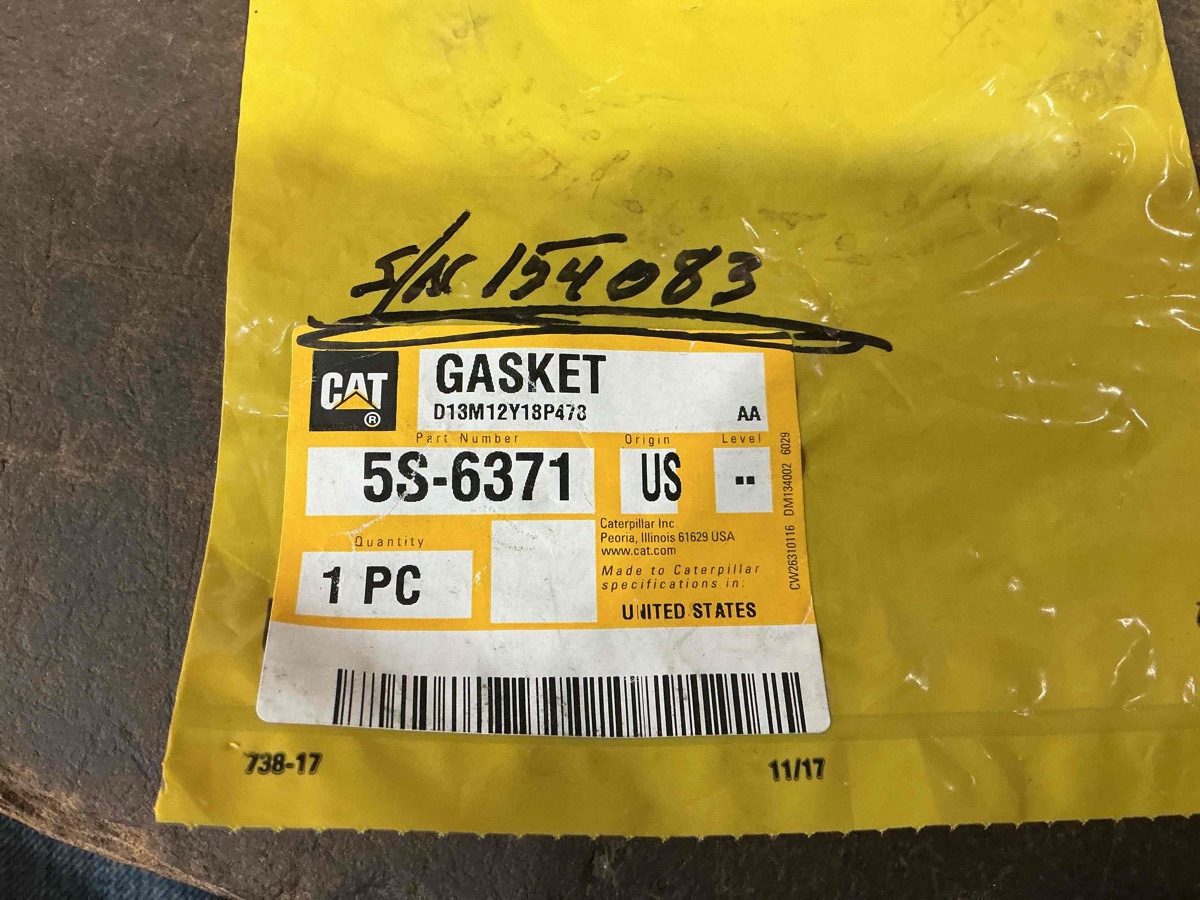 S/N 154083
CAT®
GASKET
D13M12Y18P473 AA
Part Number Origin Level
5S-6371 US --
Quantity
1 PC
Caterpillar Inc.
Peoria, Illinois 61629 USA
www.cat.com
Made to Caterpillar
specifications in:
UNITED STATES
CW26310116 DM134002 6029
738-17 11/17